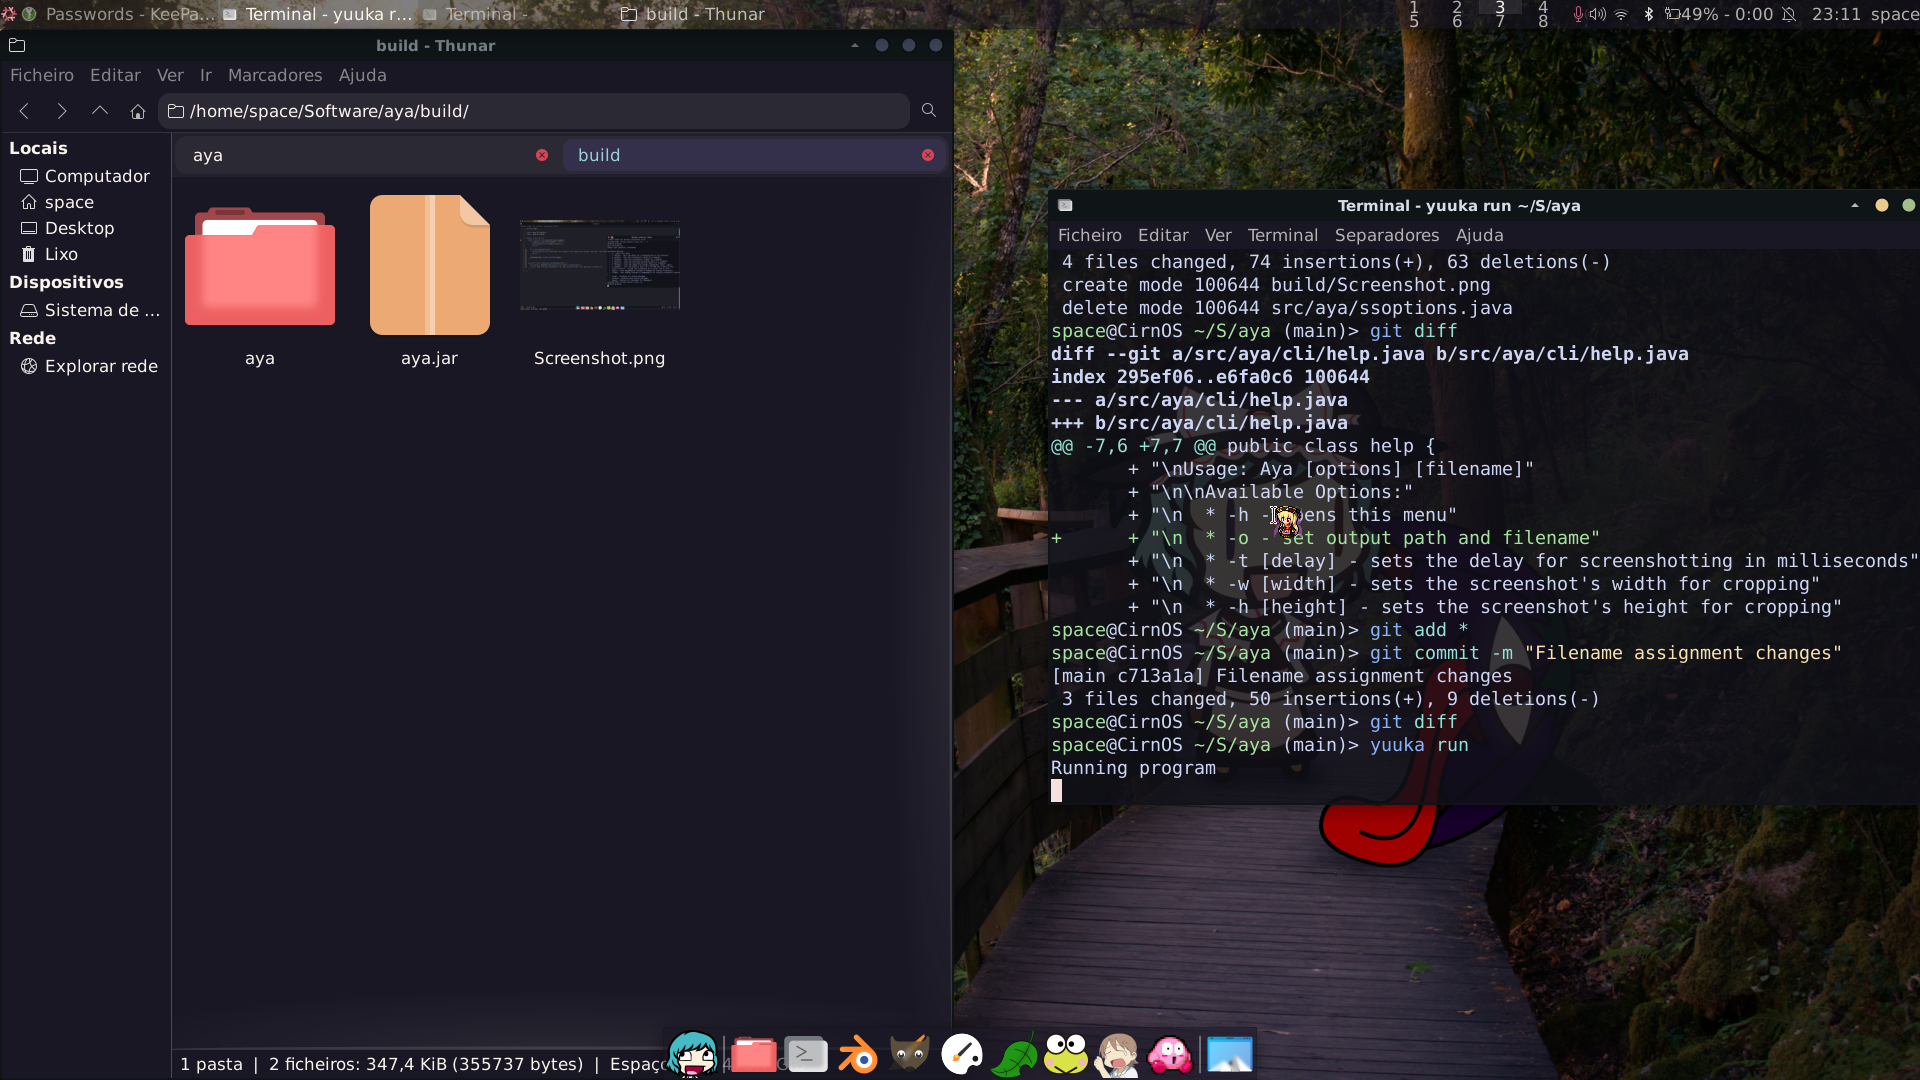 Passwords - KeePa...
Terminal - yuuka r...
Terminal -
build - Thunar
1 2 3 4
5 6 7 8
49% - 0:00
23:11 space
build - Thunar
Ficheiro Editar Ver Ir Marcadores Ajuda
/home/space/Software/aya/build/
Locais
Computador
space
Desktop
Lixo
Dispositivos
Sistema de ...
Rede
Explorar rede
aya
build
aya
aya.jar
Screenshot.png
1 pasta | 2 ficheiros: 347,4 KiB (355737 bytes) | Espaç
Terminal - yuuka run ~/S/aya
Ficheiro Editar Ver Terminal Separadores Ajuda
4 files changed, 74 insertions(+), 63 deletions(-)
create mode 100644 build/Screenshot.png
delete mode 100644 src/aya/ssoptions.java
space@CirnOS ~/S/aya (main)> git diff
diff --git a/src/aya/cli/help.java b/src/aya/cli/help.java
index 295ef06..e6fa0c6 100644
--- a/src/aya/cli/help.java
+++ b/src/aya/cli/help.java
@@ -7,6 +7,7 @@ public class help {
+ "\nUsage: Aya [options] [filename]"
+ "\n\nAvailable Options:"
+ "\n  * -h - pens this menu"
+ + "\n  * -o - set output path and filename"
+ "\n  * -t [delay] - sets the delay for screenshotting in milliseconds"
+ "\n  * -w [width] - sets the screenshot's width for cropping"
+ "\n  * -h [height] - sets the screenshot's height for cropping"
space@CirnOS ~/S/aya (main)> git add *
space@CirnOS ~/S/aya (main)> git commit -m "Filename assignment changes"
[main c713a1a] Filename assignment changes
3 files changed, 50 insertions(+), 9 deletions(-)
space@CirnOS ~/S/aya (main)> git diff
space@CirnOS ~/S/aya (main)> yuuka run
Running program